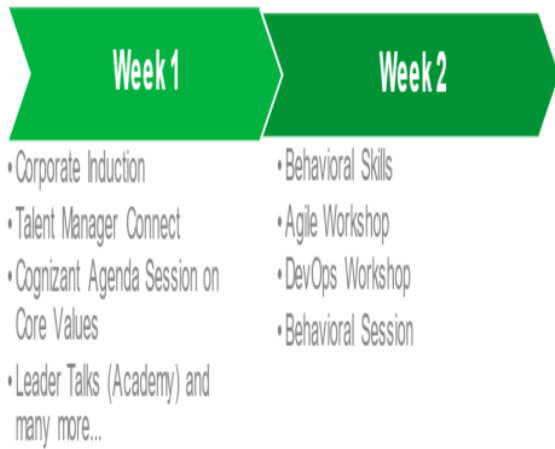 Week 1
• Corporate Induction
• Talent Manager Connect
• Cognizant Agenda Session on
Core Values
• Leader Talks (Academy) and
many more...
Week 2
• Behavioral Skills
• Agile Workshop
• DevOps Workshop
• Behavioral Session